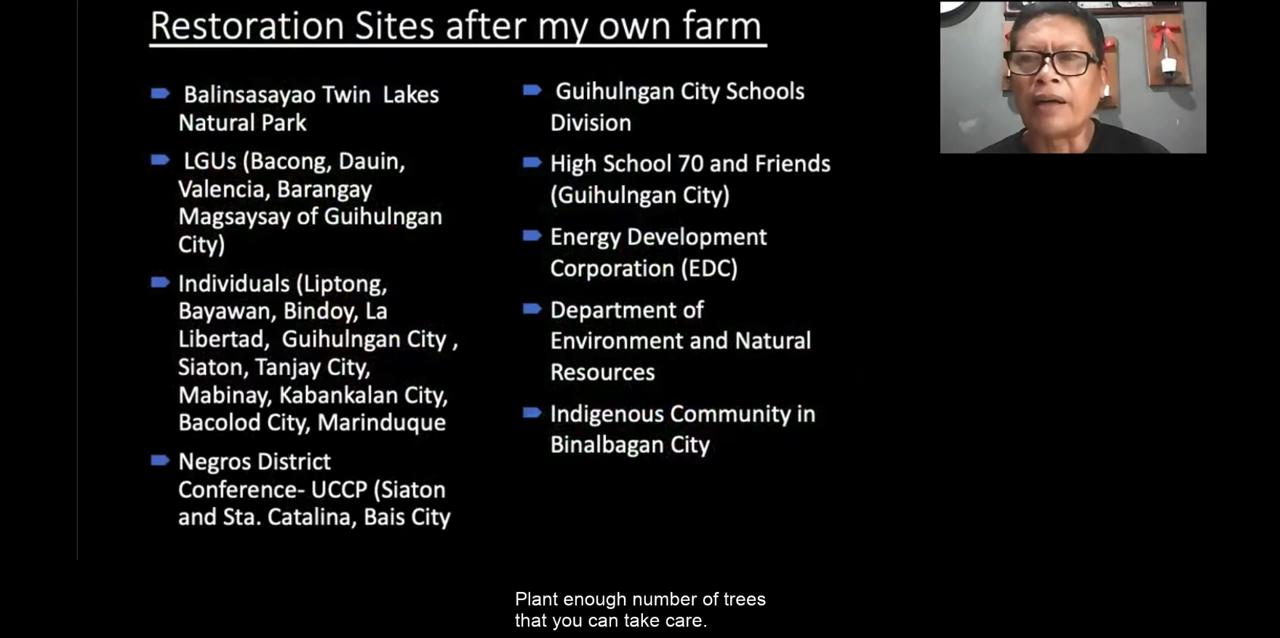 Restoration Sites after my own farm
Balinsasayao Twin Lakes
Natural Park
LGUs (Bacong, Dauin,
Valencia, Barangay
Magsaysay of Guihulngan
City)
Individuals (Liptong,
Bayawan, Bindoy, La
Libertad, Guihulngan City ,
Siaton, Tanjay City,
Mabinay, Kabankalan City,
Bacolod City, Marinduque
Negros District
Conference- UCCP (Siaton
and Sta. Catalina, Bais City
Guihulngan City Schools
Division
High School 70 and Friends
(Guihulngan City)
Energy Development
Corporation (EDC)
Department of
Environment and Natural
Resources
Indigenous Community in
Binalbagan City
Plant enough number of trees
that you can take care.